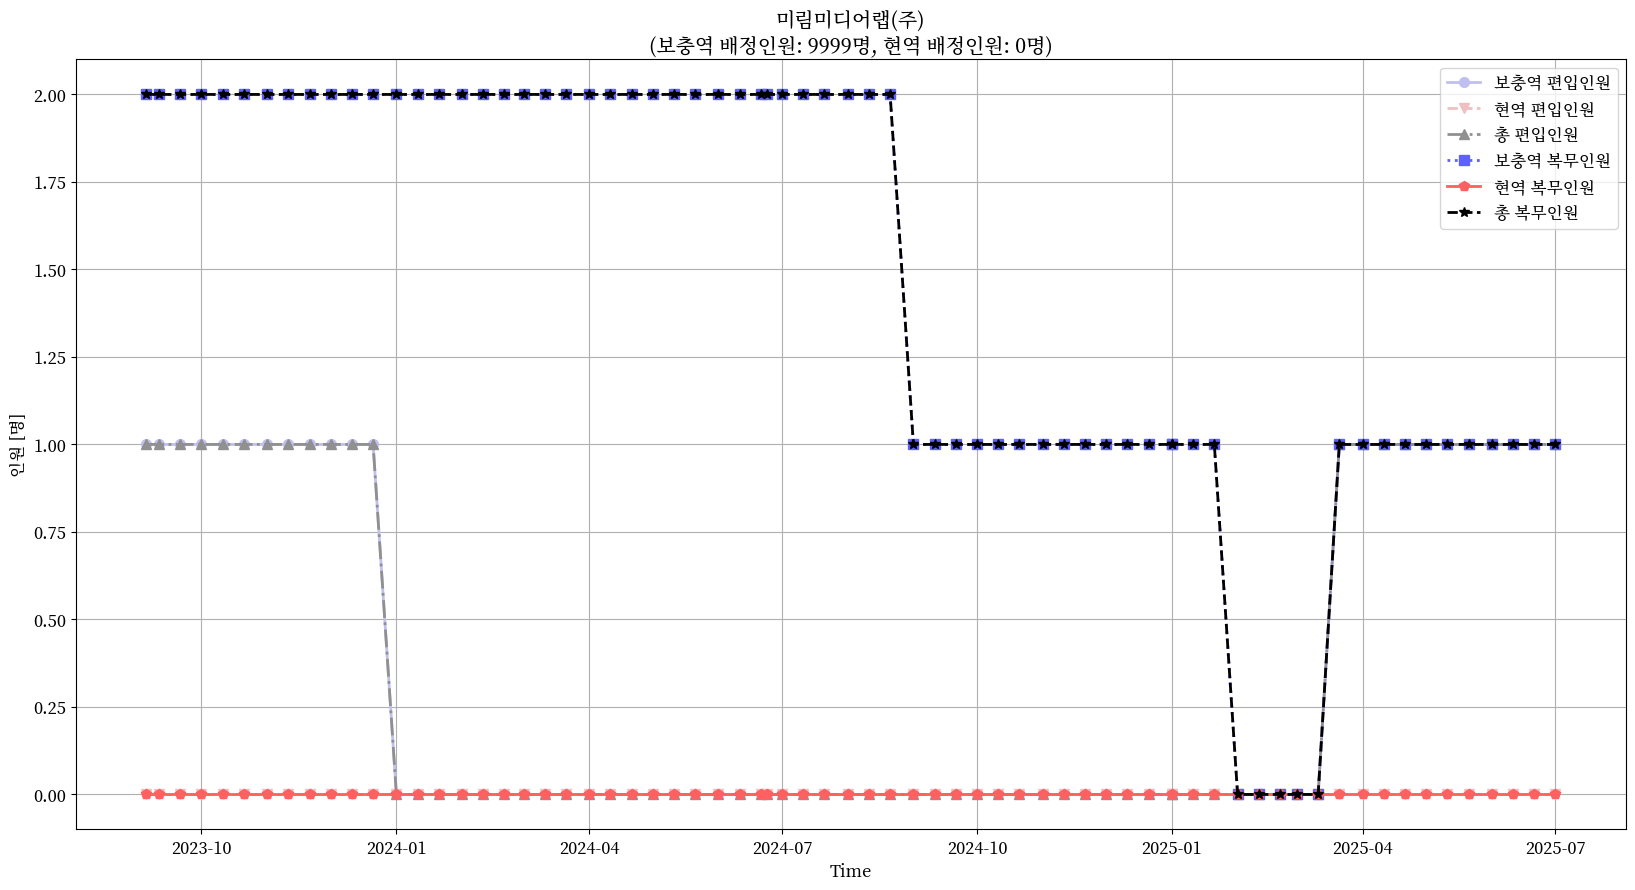 미림미디어랩(주)
(보충역 배정인원: 9999명, 현역 배정인원: 0명)
보충역 편입인원
현역 편입인원
총 편입인원
보충역 복무인원
현역 복무인원
총 복무인원
인원 [명]
2.00
1.75
1.50
1.25
1.00
0.75
0.50
0.25
0.00
2023-10 2024-01 2024-04 2024-07 2024-10 2025-01 2025-04 2025-07
Time